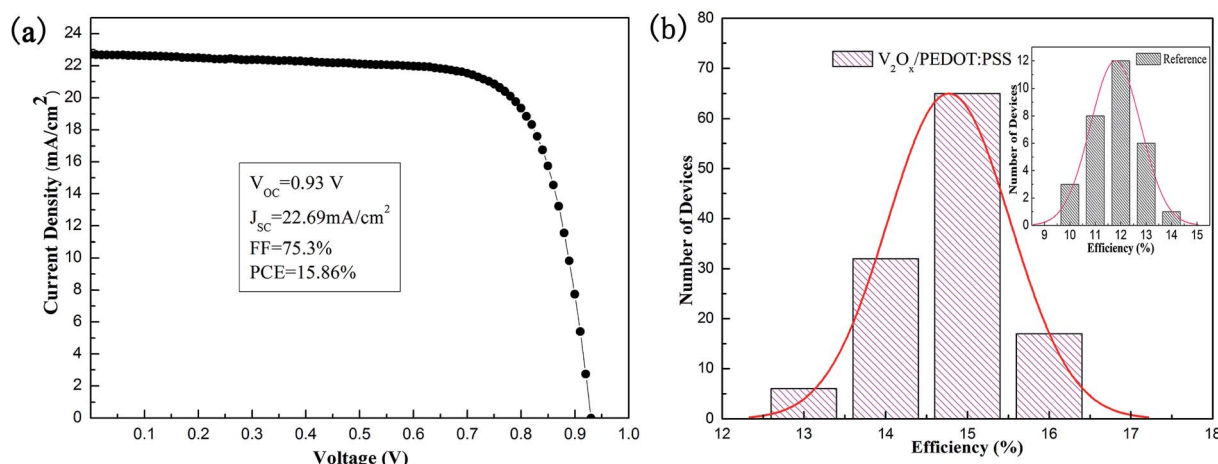 (a)
24
22
20
18
16
14
12
10
8
6
4
2
0
Current Density (mA/cm²)
V_OC=0.93 V
J_SC=22.69mA/cm²
FF=75.3%
PCE=15.86%
0.1 0.2 0.3 0.4 0.5 0.6 0.7 0.8 0.9 1.0
Voltage (V)
(b)
80
70
60
50
40
30
20
10
0
Number of Devices
V₂Oₓ/PEDOT:PSS
12 13 14 15 16 17 18
Efficiency (%)
12
10
8
6
4
2
0
Number of Devices
Reference
9 10 11 12 13 14 15
Efficiency (%)